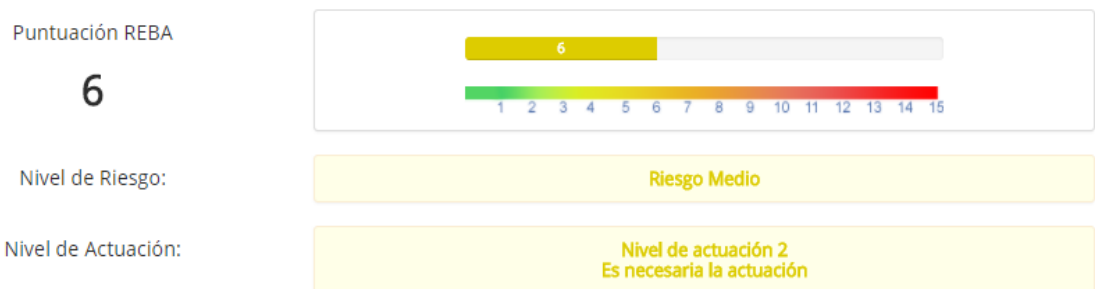 Puntuación REBA
6
6
1 2 3 4 5 6 7 8 9 10 11 12 13 14 15
Nivel de Riesgo:
Riesgo Medio
Nivel de Actuación:
Nivel de actuación 2
Es necesaria la actuación